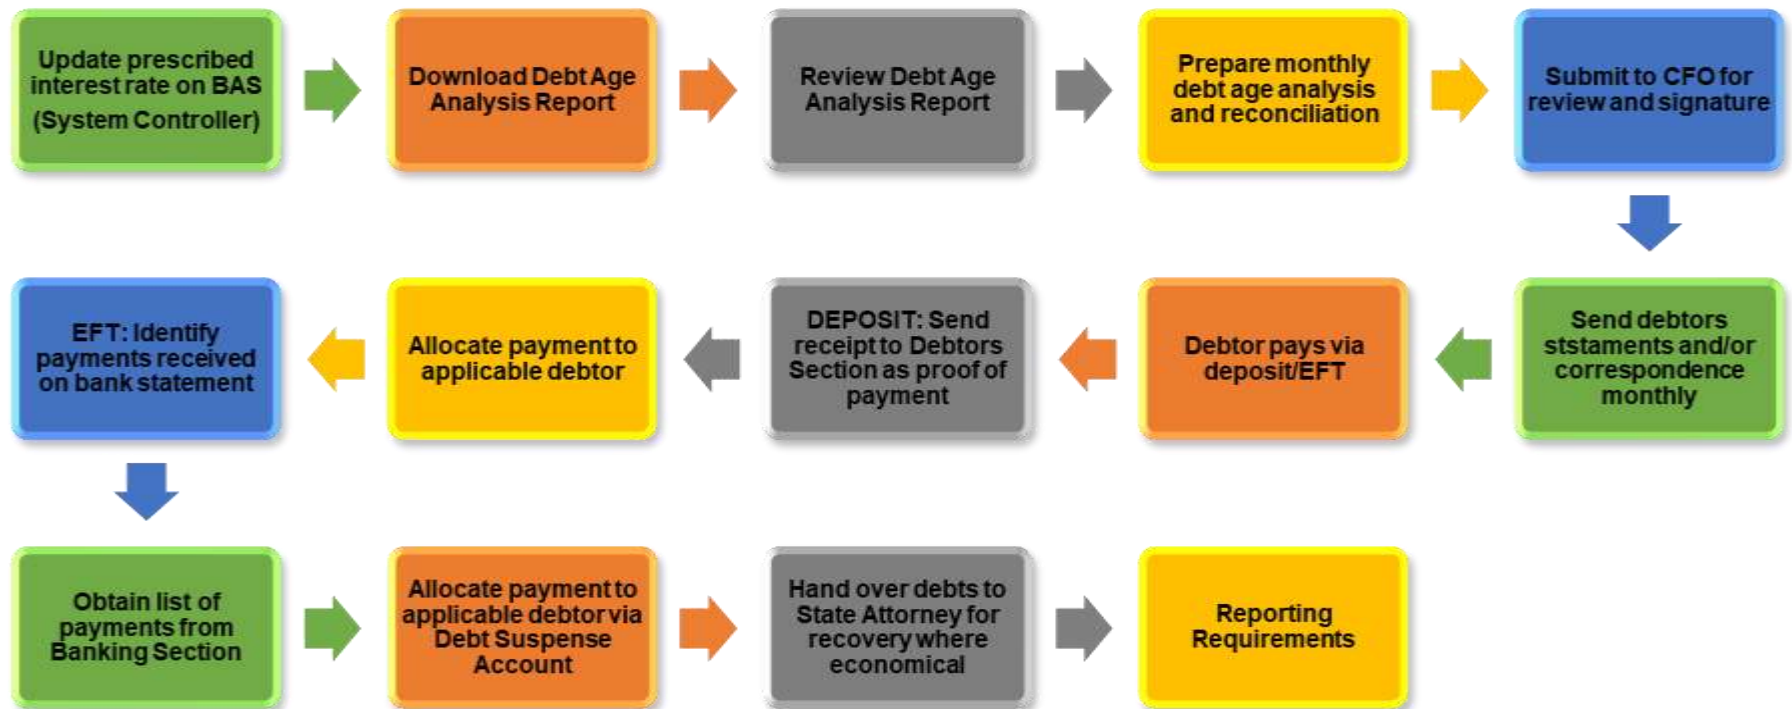 Update prescribed
interest rate on BAS
(System Controller)
Download Debt Age
Analysis Report
Review Debt Age
Analysis Report
Prepare monthly
debt age analysis
and reconciliation
Submit to CFO for
review and signature
Send debtors
ststaments and/or
correspondence
monthly
Debtor pays via
deposit/EFT
DEPOSIT: Send
receipt to Debtors
Section as proof of
payment
Allocate payment to
applicable debtor
EFT: Identify
payments received
on bank statement
Obtain list of
payments from
Banking Section
Allocate payment to
applicable debtor via
Debt Suspense
Account
Hand over debts to
State Attorney for
recovery where
economical
Reporting
Requirements